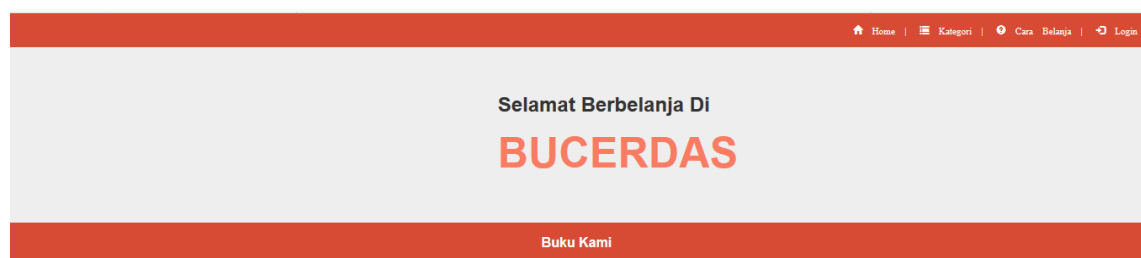 Home | Kategori | Cara Belanja | Login
Selamat Berbelanja Di
BUCERDAS
Buku Kami